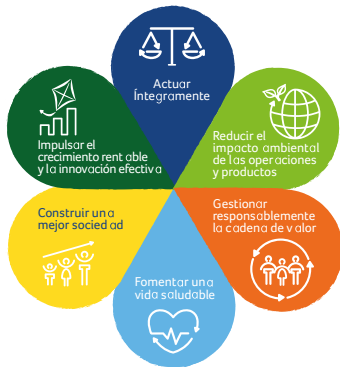 Actuar
Íntegramente
Reducir el
impacto ambiental
de las operaciones
y productos
Gestionar
responsablemente
la cadena de valor
Fomentar una
vida saludable
Construir una
mejor sociedad
Impulsar el
crecimiento rentable
y la innovación efectiva